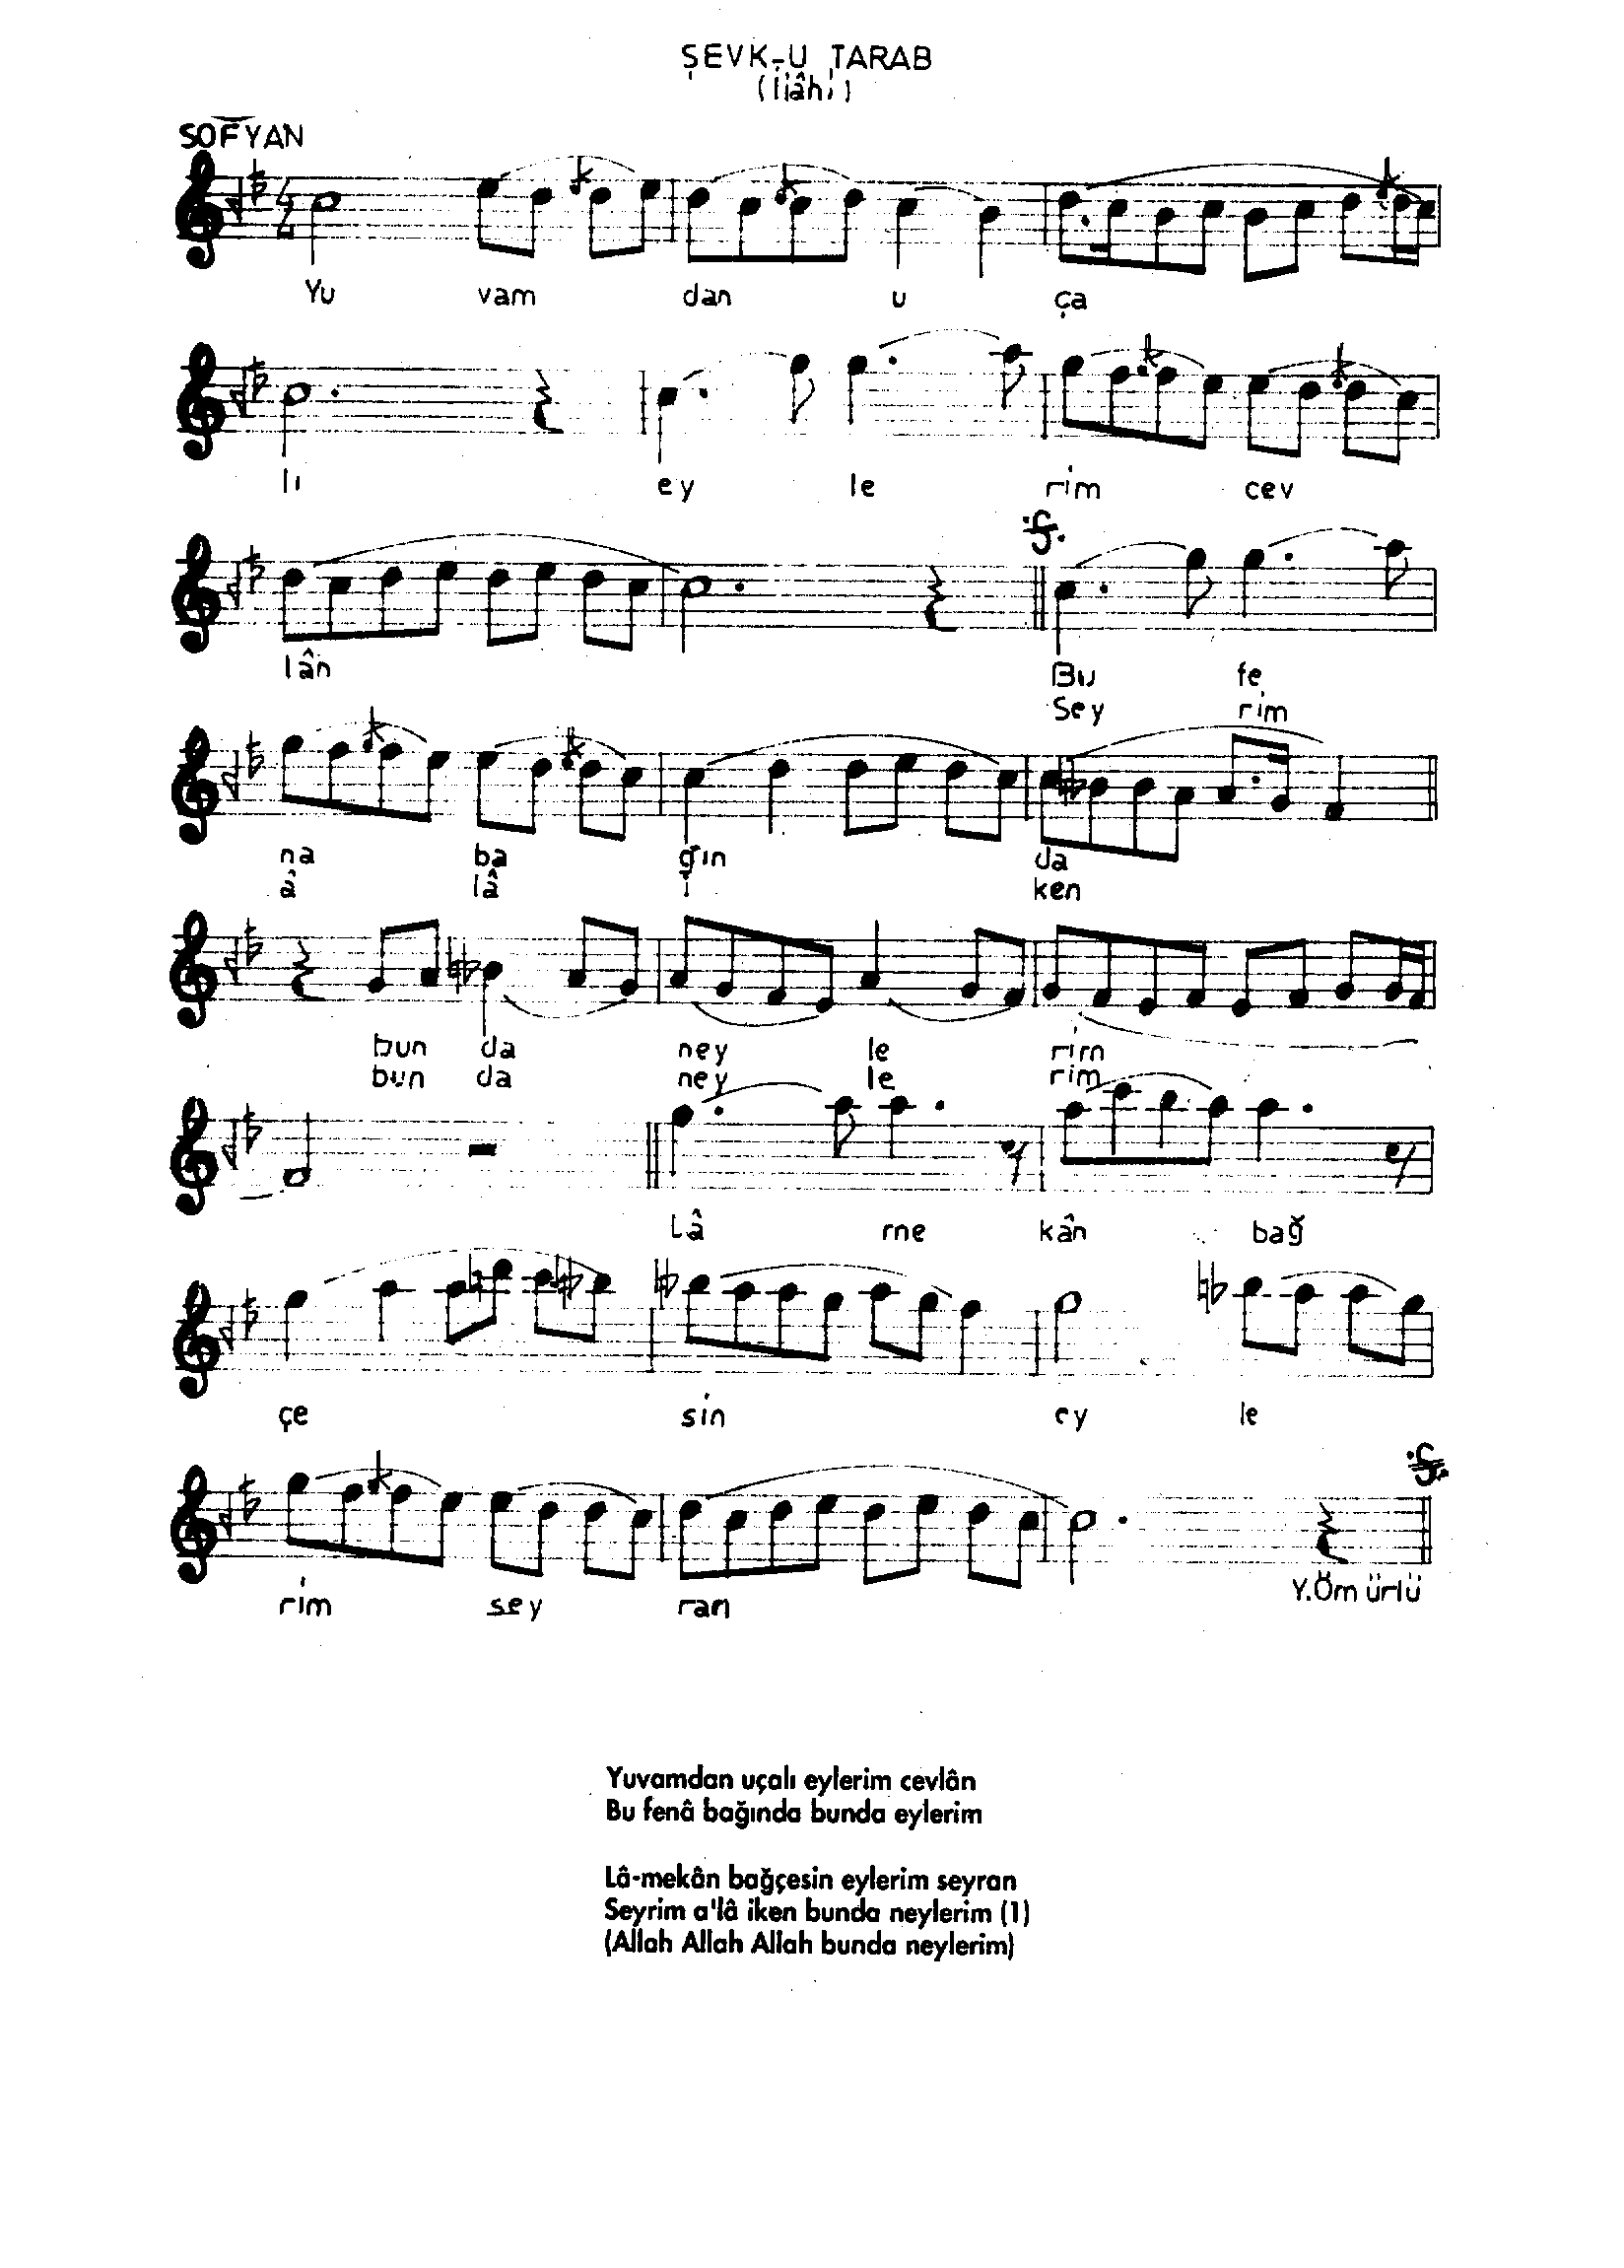 ŞEVK-U TARAB
(İlâhi)
SOFYAN
Yu vam dan u ça
lı ey le rim cev
lân Bu fe
Sey rim
na ba ğın da
a' lâ i ken
bun da ney le rim
bun da ney le rim
Lâ me kân bağ
çe sin ey le
rim sey ran
Y.Ömürlü
Yuvamdan uçalı eylerim cevlân
Bu fenâ bağında bunda eylerim
Lâ-mekân bağçesin eylerim seyran
Seyrim a'lâ iken bunda neylerim (1)
(Allah Allah Allah bunda neylerim)